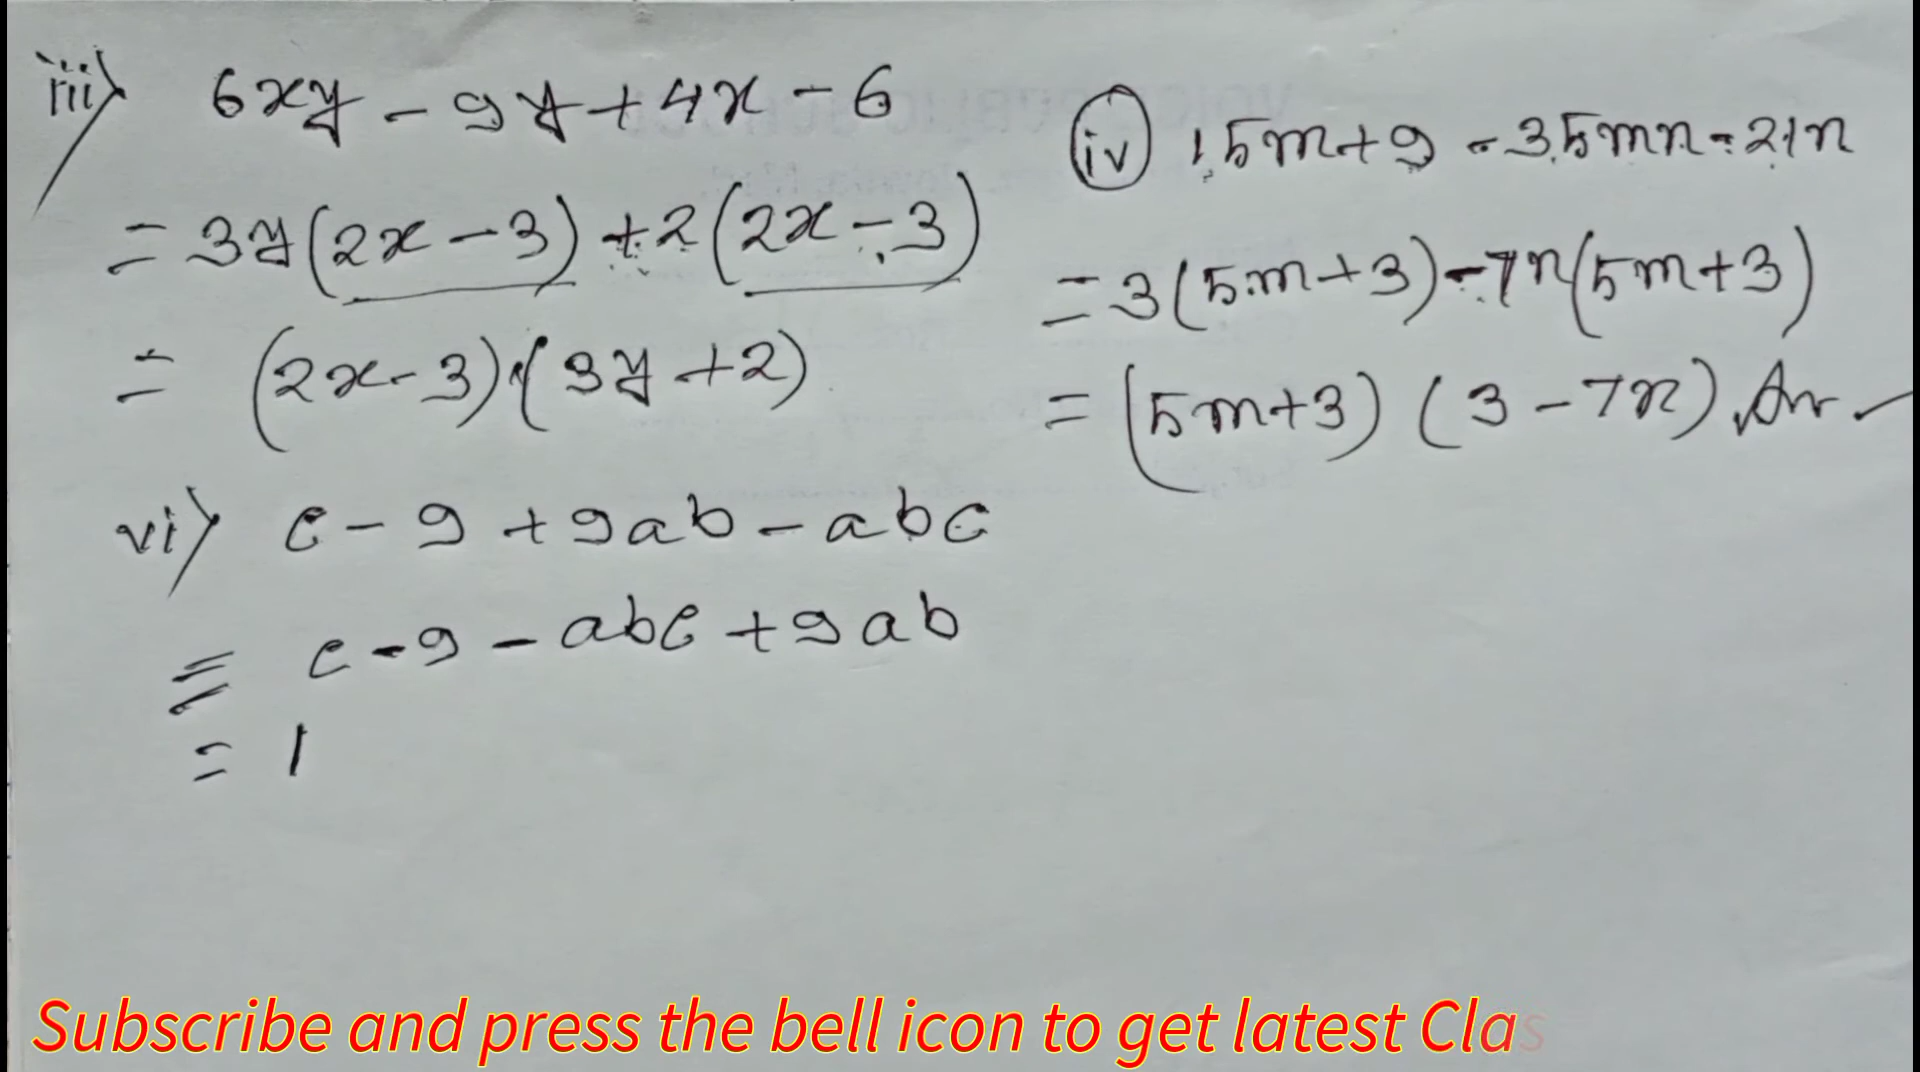 iii) 6xy - 9y + 4x - 6
= 3y(2x - 3) + 2(2x - 3)
= (2x - 3)(3y + 2)
iv 15m + 9 - 35mn - 21n
= 3(5m + 3) - 7n(5m + 3)
= (5m + 3) (3 - 7n) Ans
vi) c - 9 + 9ab - abc
= c - 9 - abc + 9ab
= 1
Subscribe and press the bell icon to get latest Clas